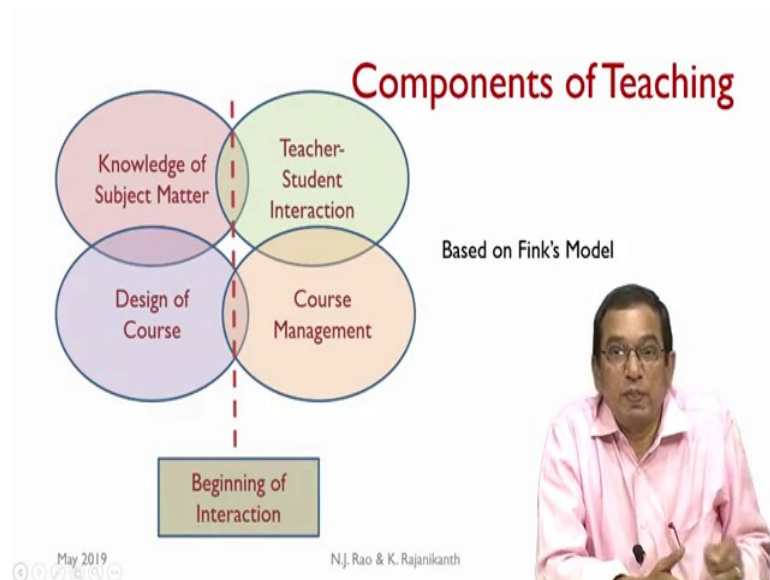 Components of Teaching
Knowledge of
Subject Matter
Teacher-
Student
Interaction
Based on Fink's Model
Design of
Course
Course
Management
Beginning of
Interaction
May 2019
N.J. Rao & K. Rajanikanth